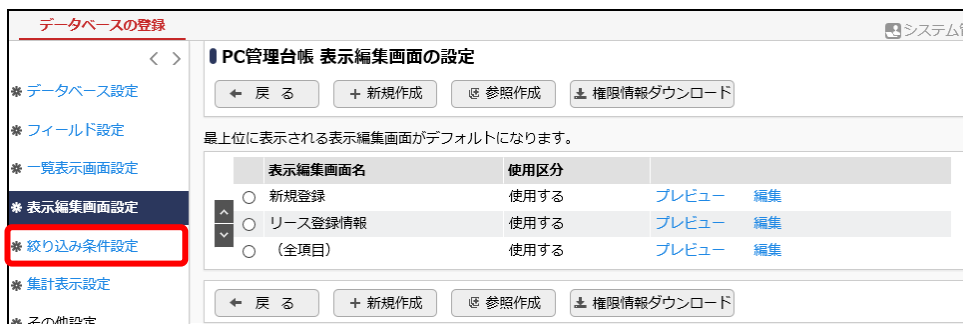 データベースの登録
システム管
PC管理台帳 表示編集画面の設定
戻 る
新規作成
参照作成
権限情報ダウンロード
データベース設定
フィールド設定
一覧表示画面設定
表示編集画面設定
絞り込み条件設定
集計表示設定
その他設定
最上位に表示される表示編集画面がデフォルトになります。
表示編集画面名 使用区分
新規登録 使用する プレビュー 編集
リース登録情報 使用する プレビュー 編集
（全項目） 使用する プレビュー 編集
戻 る
新規作成
参照作成
権限情報ダウンロード